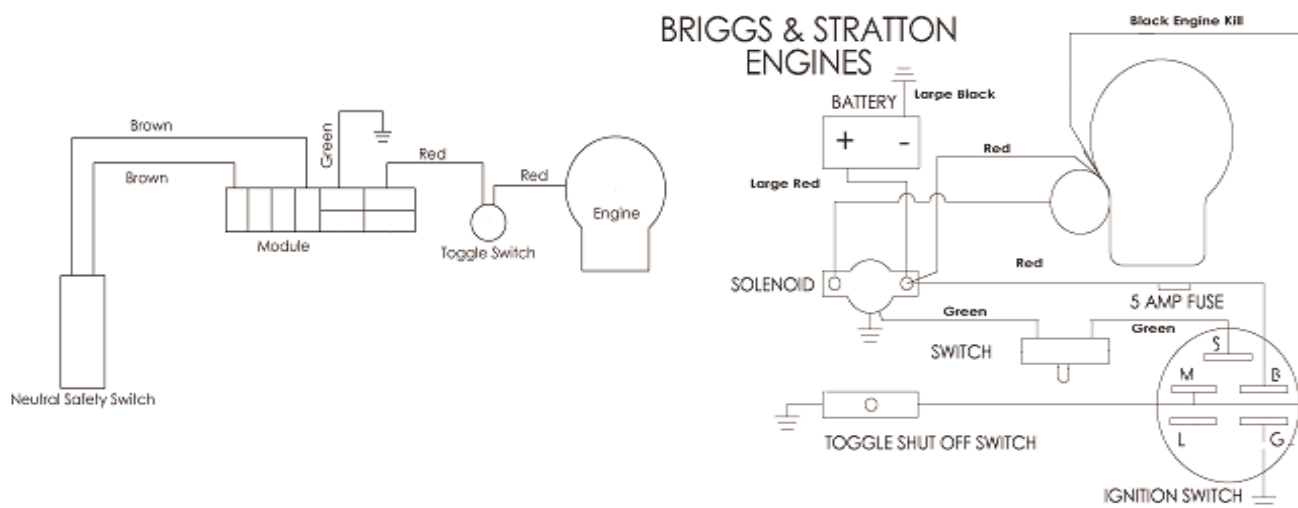 Brown
Brown
Green
Red
Red
Engine
Module
Toggle Switch
Neutral Safety Switch
BRIGGS & STRATTON
ENGINES
Black Engine Kill
BATTERY
Large Black
+ -
Red
Large Red
SOLENOID
Red
5 AMP FUSE
Green
Green
SWITCH
S
M
B
L
G
TOGGLE SHUT OFF SWITCH
IGNITION SWITCH